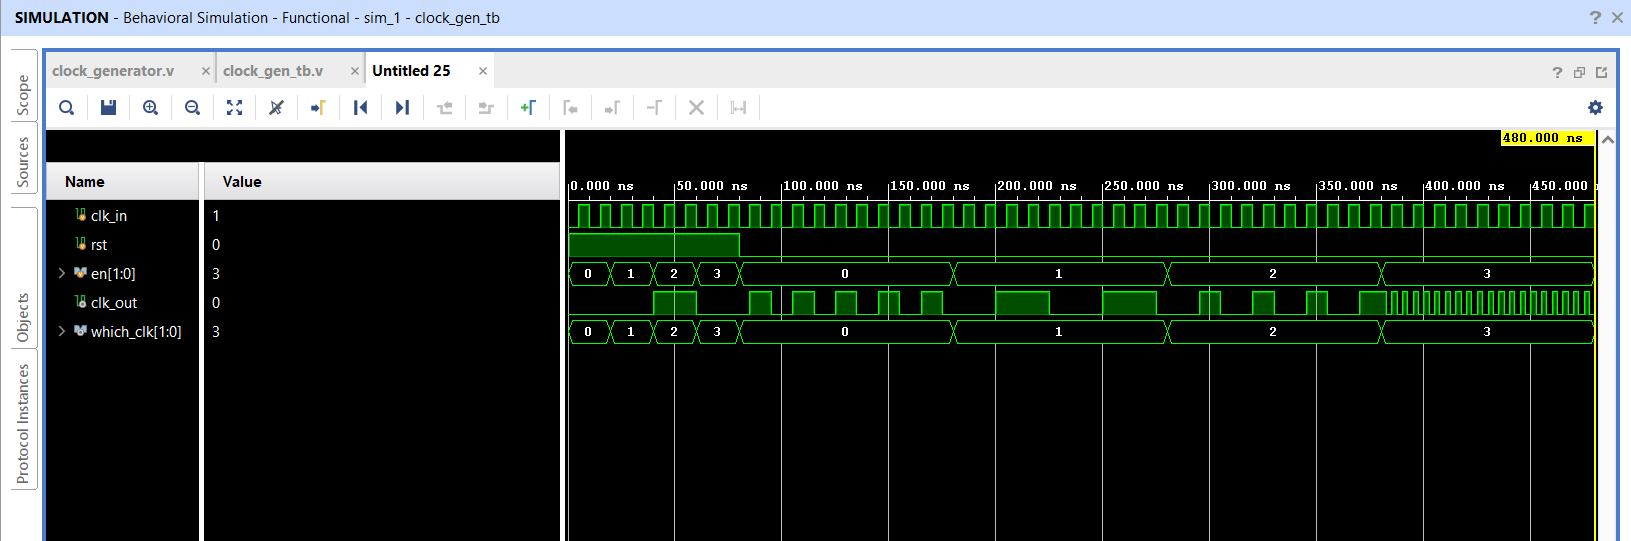 SIMULATION - Behavioral Simulation - Functional - sim_1 - clock_gen_tb
? ×
Scope
Sources
Objects
Protocol Instances
clock_generator.v ×
clock_gen_tb.v ×
Untitled 25 ×
?
480.000 ns
Name Value
0.000 ns 50.000 ns 100.000 ns 150.000 ns 200.000 ns 250.000 ns 300.000 ns 350.000 ns 400.000 ns 450.000
clk_in 1
rst 0
en[1:0] 3 0 1 2 3 0 1 2 3
clk_out 0
which_clk[1:0] 3 0 1 2 3 0 1 2 3